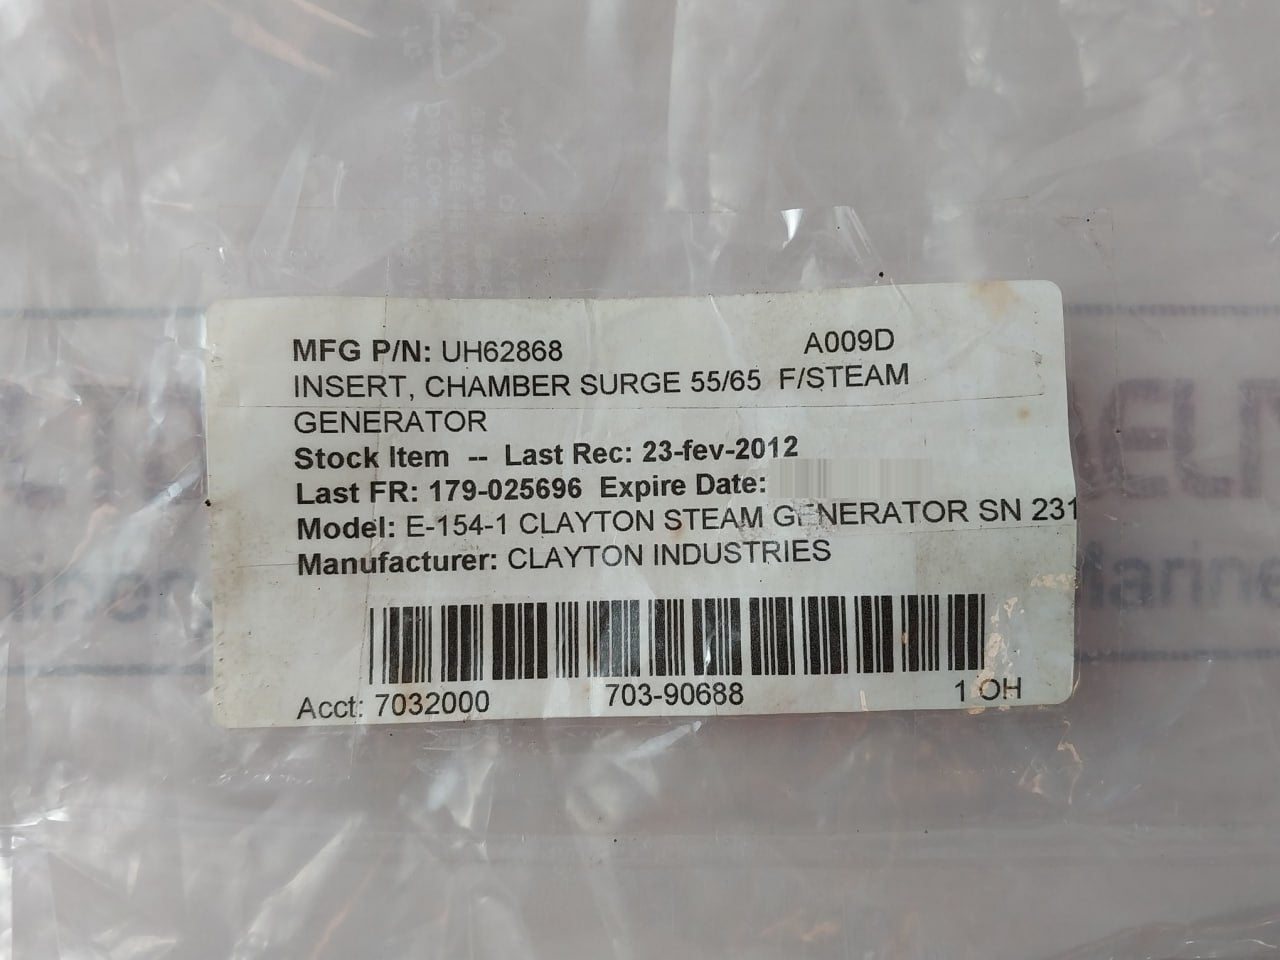 MFG P/N: UH62868 A009D
INSERT, CHAMBER SURGE 55/65 F/STEAM
GENERATOR
Stock Item -- Last Rec: 23-fev-2012
Last FR: 179-025696 Expire Date:
Model: E-154-1 CLAYTON STEAM GENERATOR SN 231
Manufacturer: CLAYTON INDUSTRIES
Acct: 7032000 703-90688 1 OH